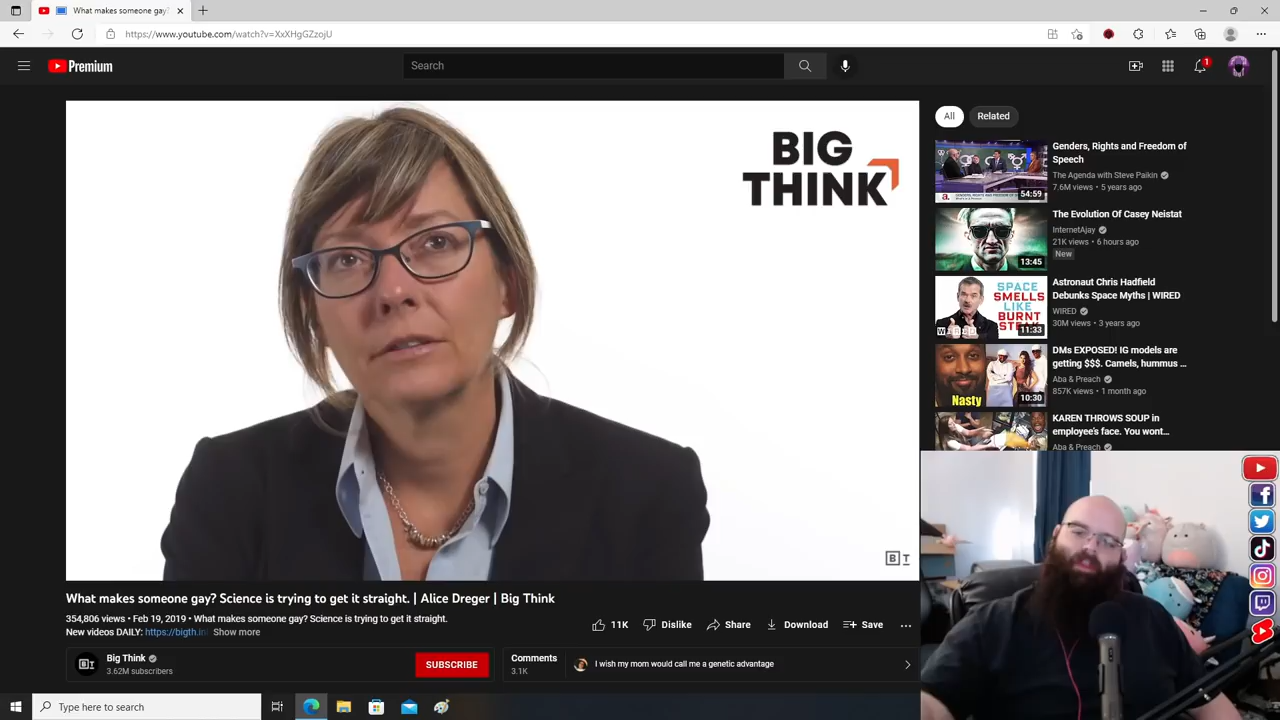 What makes someone gay?
https://www.youtube.com/watch?v=XxXHgGZzojU
Premium
Search
1
BIG
THINK
BT
All
Related
Genders, Rights and Freedom of
Speech
The Agenda with Steve Paikin
7.6M views • 5 years ago
54:59
The Evolution Of Casey Neistat
InternetAjay
21K views • 6 hours ago
New
13:45
Astronaut Chris Hadfield
Debunks Space Myths | WIRED
WIRED
30M views • 3 years ago
SPACE
SMELLS
LIKE
BURNT
WIRED
11:33
DMs EXPOSED! IG models are
getting $$$. Camels, hummus ...
Aba & Preach
857K views • 1 month ago
Nasty
10:30
KAREN THROWS SOUP in
employee's face. You wont...
Aba & Preach
What makes someone gay? Science is trying to get it straight. | Alice Dreger | Big Think
354,806 views • Feb 19, 2019 • What makes someone gay? Science is trying to get it straight.
New videos DAILY: https://bigth.in Show more
11K
Dislike
Share
Download
Save
Big Think
3.62M subscribers
SUBSCRIBE
Comments
3.1K
I wish my mom would call me a genetic advantage
Type here to search